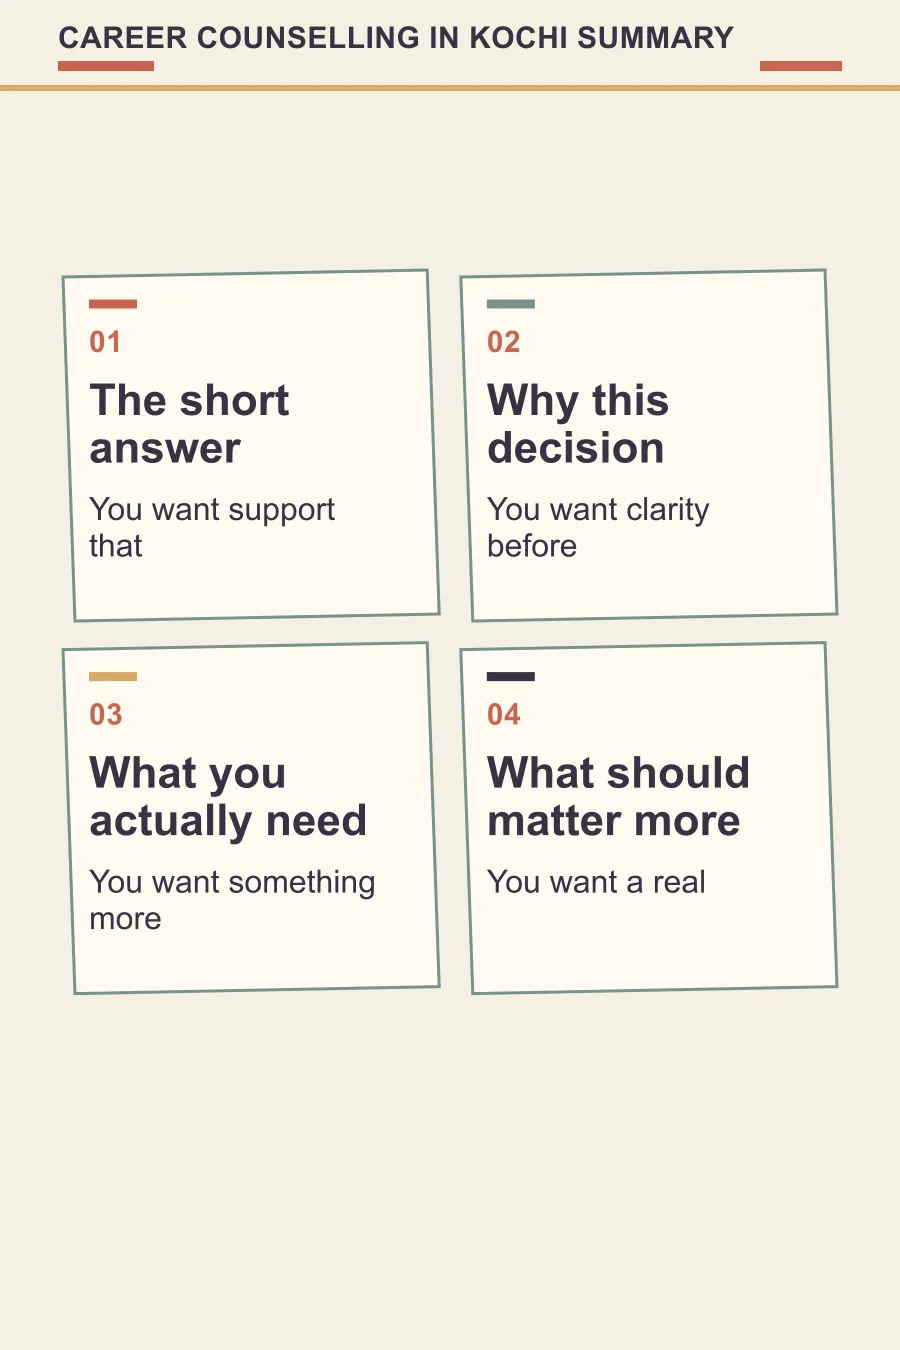 CAREER COUNSELLING IN KOCHI SUMMARY
01
The short
answer
You want support
that
02
Why this
decision
You want clarity
before
03
What you
actually need
You want something
more
04
What should
matter more
You want a real